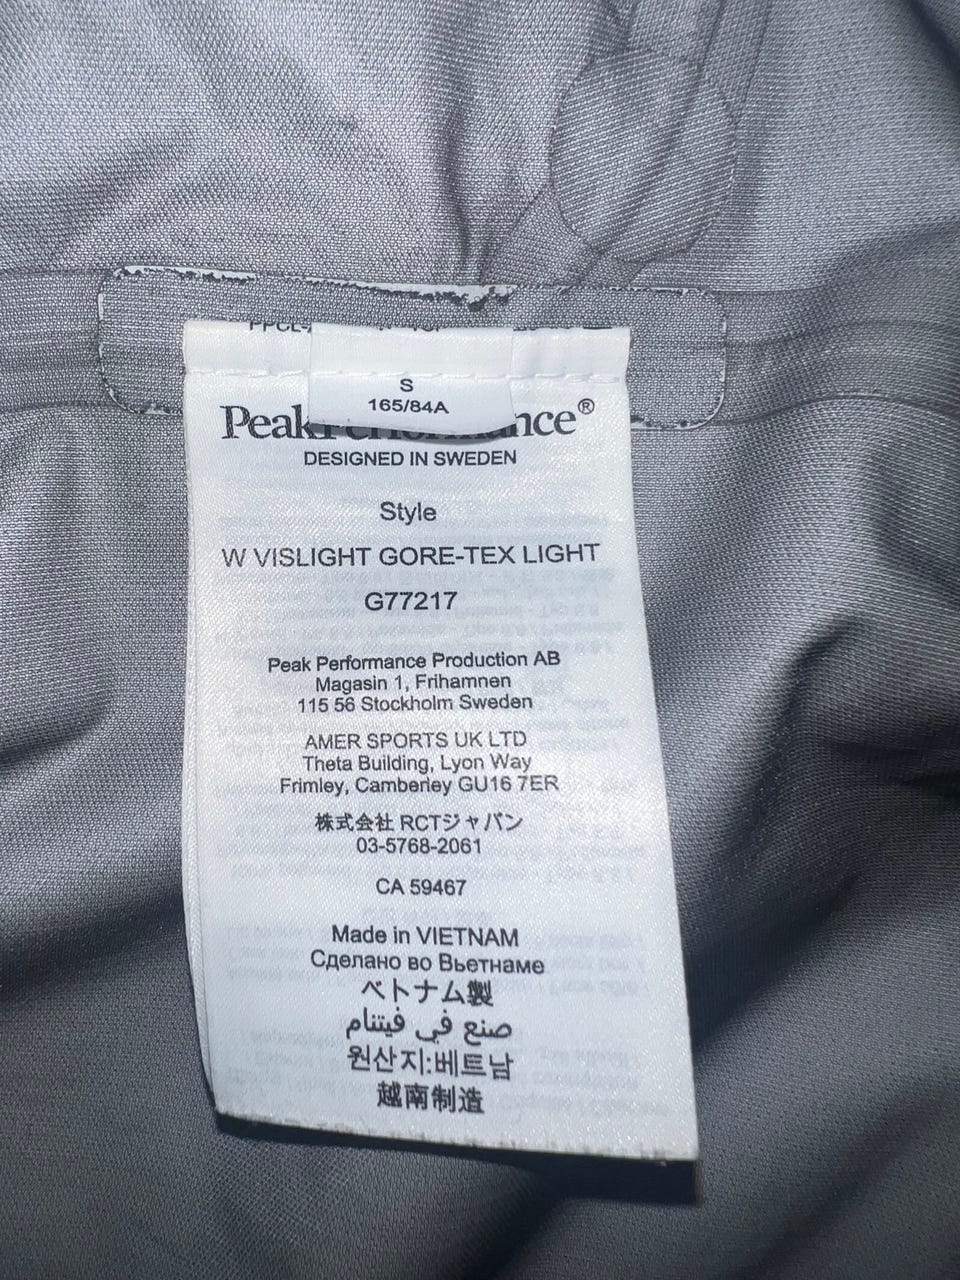 S
165/84A
DESIGNED IN SWEDEN
Style
W VISLIGHT GORE-TEX LIGHT
G77217
Peak Performance Production AB
Magasin 1, Frihamnen
115 56 Stockholm Sweden
AMER SPORTS UK LTD
Theta Building, Lyon Way
Frimley, Camberley GU16 7ER
株式会社 RCTジャパン
03-5768-2061
CA 59467
Made in VIETNAM
Сделано во Вьетнаме
ベトナム製
صنع في فيتنام
원산지:베트남
越南制造